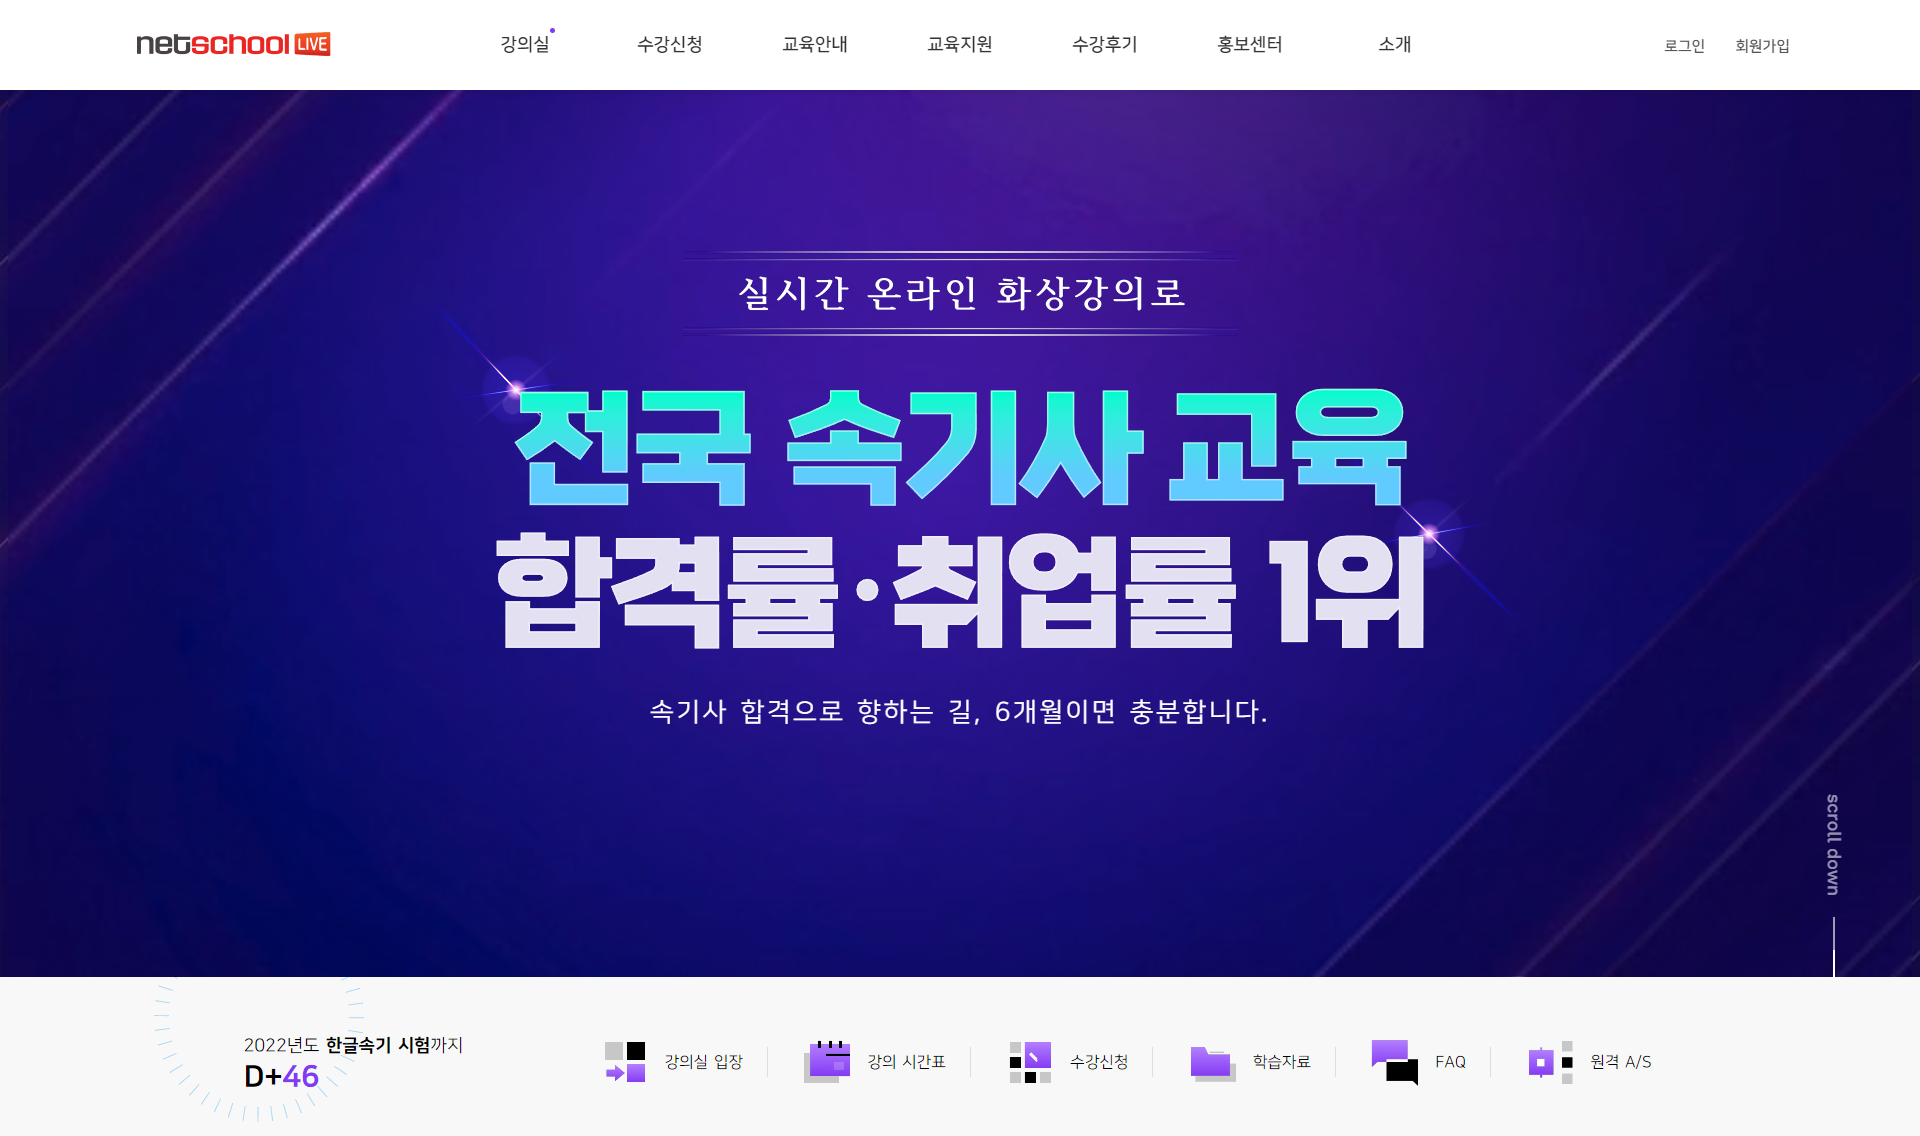 netschool LIVE
강의실 수강신청 교육안내 교육지원 수강후기 홍보센터 소개 로그인 회원가입
실시간 온라인 화상강의로
전국 속기사 교육
합격률·취업률 1위
속기사 합격으로 향하는 길, 6개월이면 충분합니다.
scroll down
2022년도 한글속기 시험까지
D+46
강의실 입장 강의 시간표 수강신청 학습자료 FAQ 원격 A/S